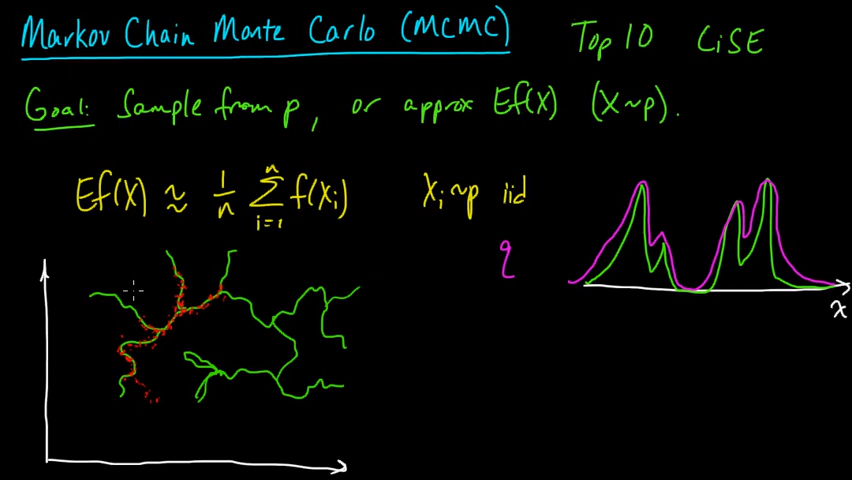 Markov Chain Monte Carlo (MCMC) Top 10 CiSE
Goal: Sample from p, or approx Ef(X) (X~p).
Ef(X) ≈ 1/n Σ_{i=1}^{n} f(X_i) X_i~p iid
q
x